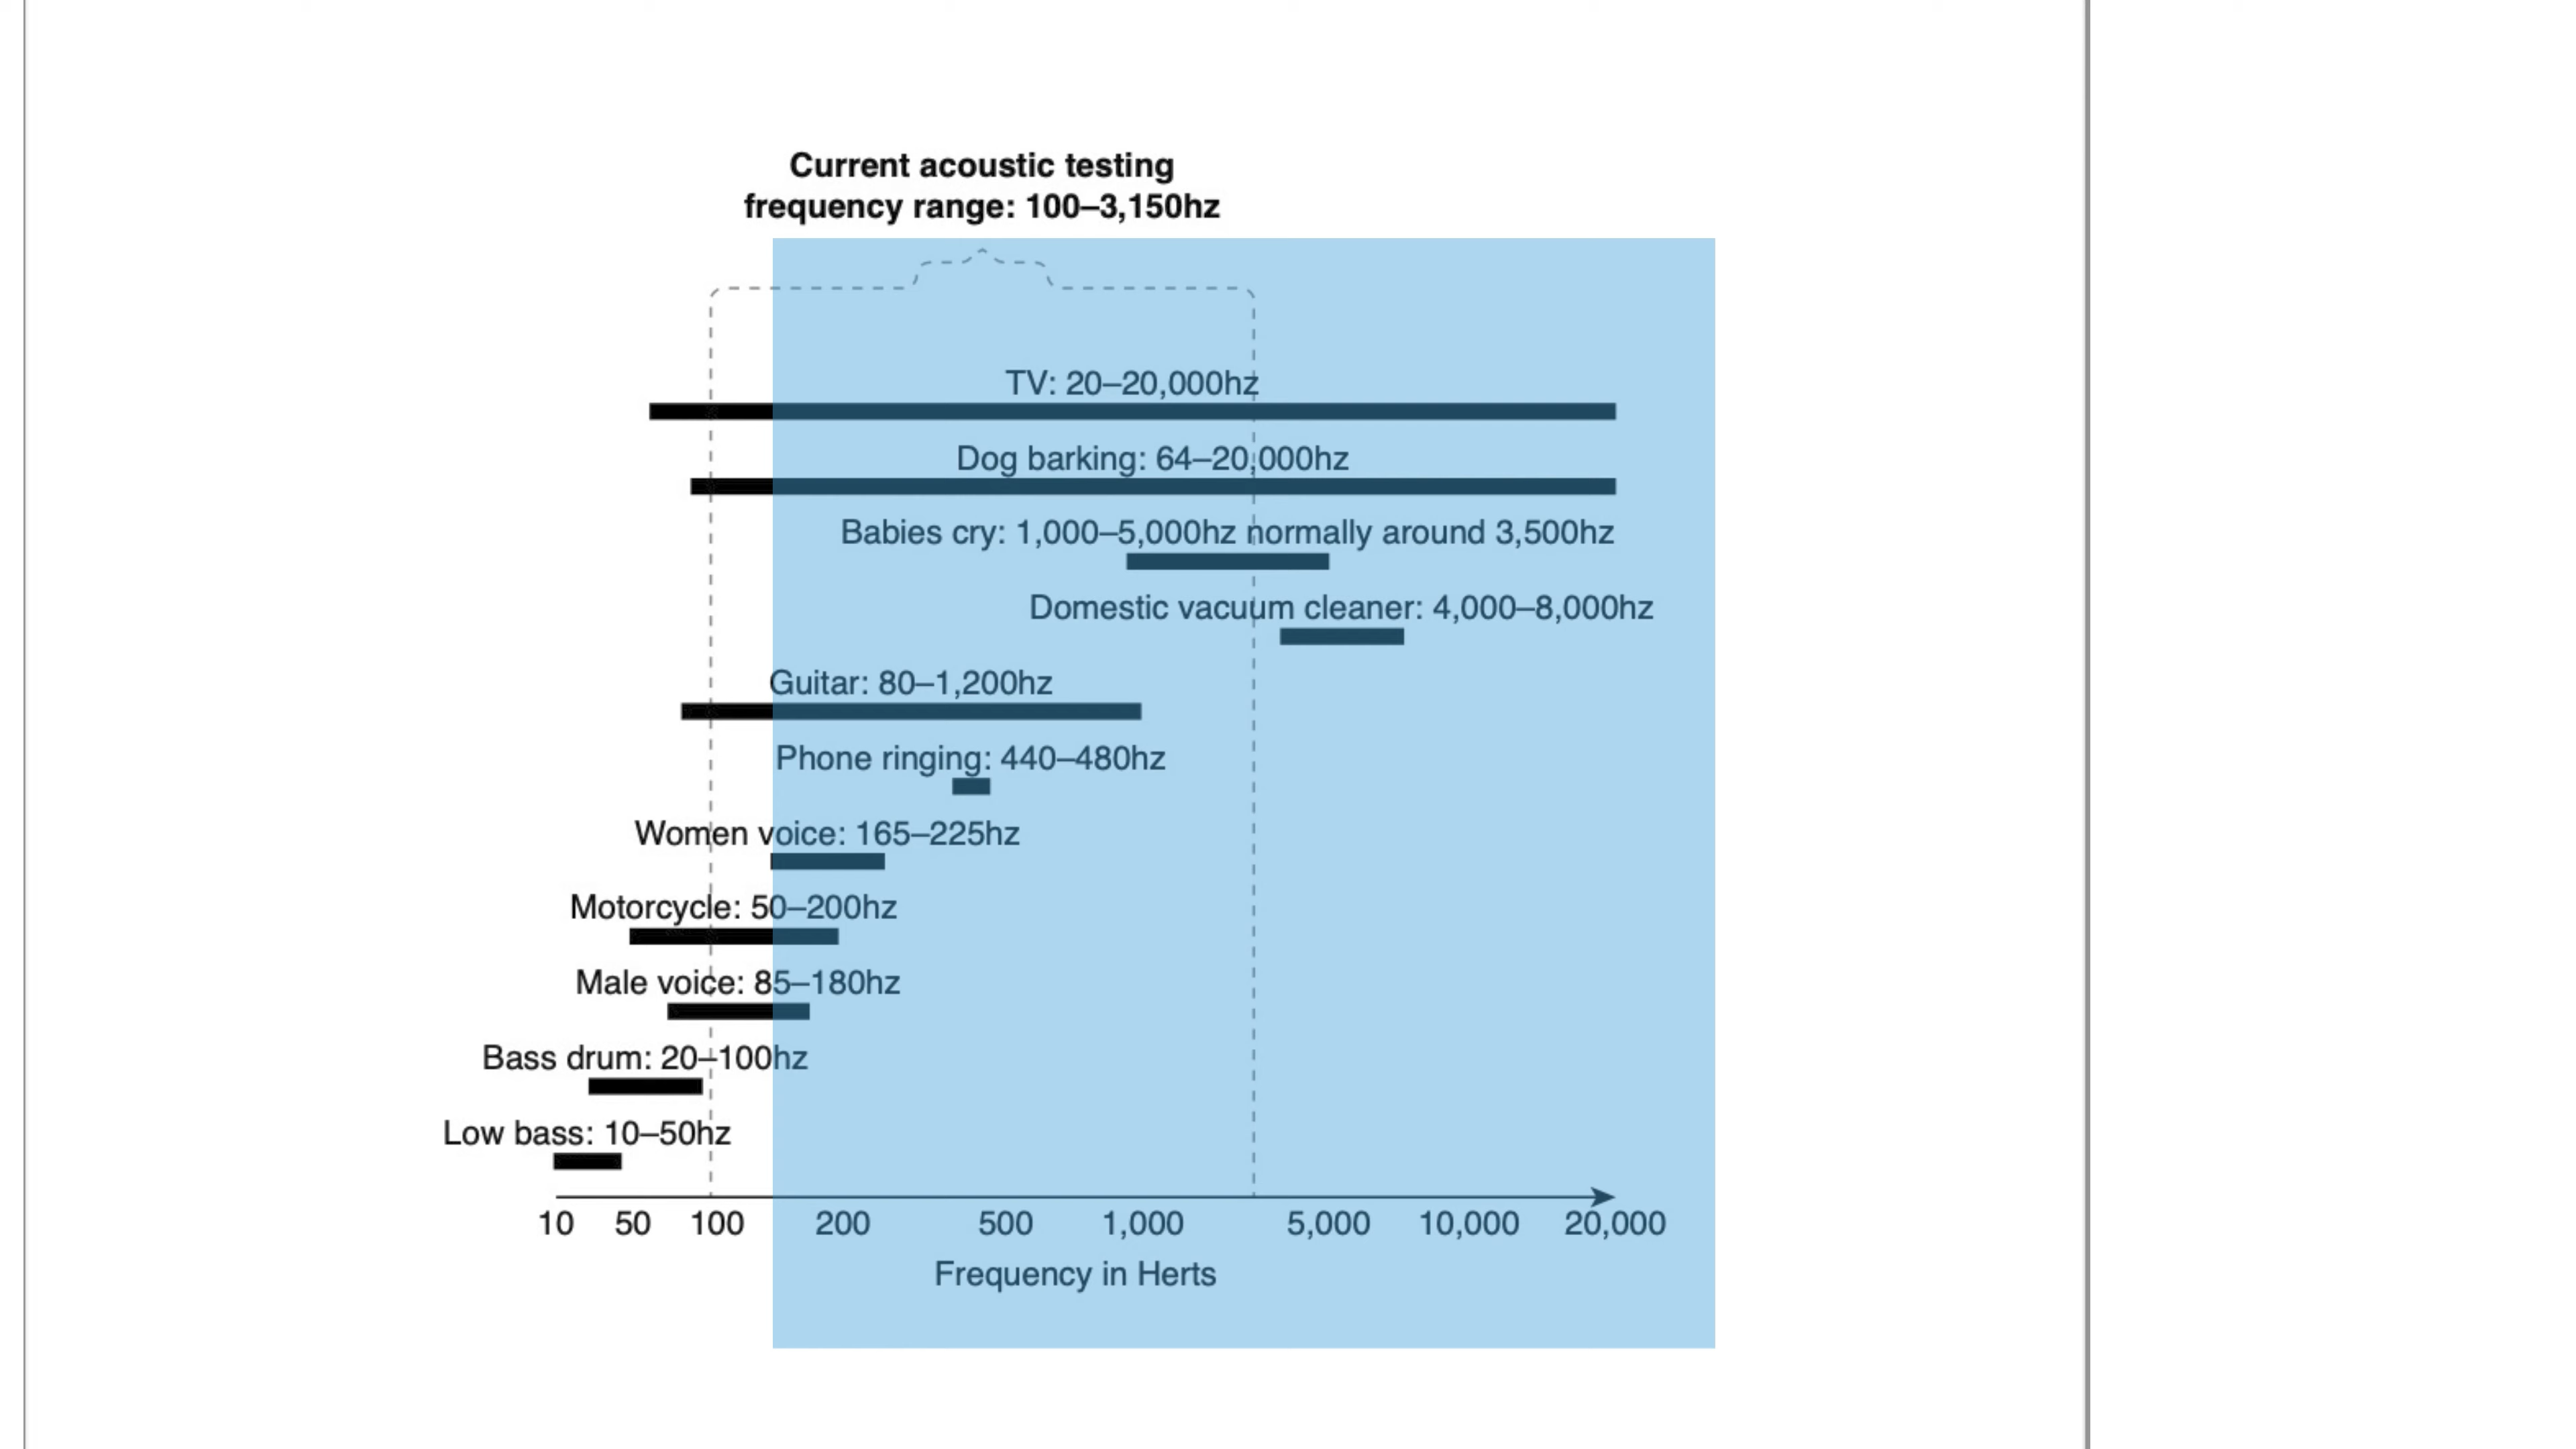 Current acoustic testing
frequency range: 100–3,150hz
TV: 20–20,000hz
Dog barking: 64–20,000hz
Babies cry: 1,000–5,000hz normally around 3,500hz
Domestic vacuum cleaner: 4,000–8,000hz
Guitar: 80–1,200hz
Phone ringing: 440–480hz
Women voice: 165–225hz
Motorcycle: 50–200hz
Male voice: 85–180hz
Bass drum: 20–100hz
Low bass: 10–50hz
10 50 100 200 500 1,000 5,000 10,000 20,000
Frequency in Herts